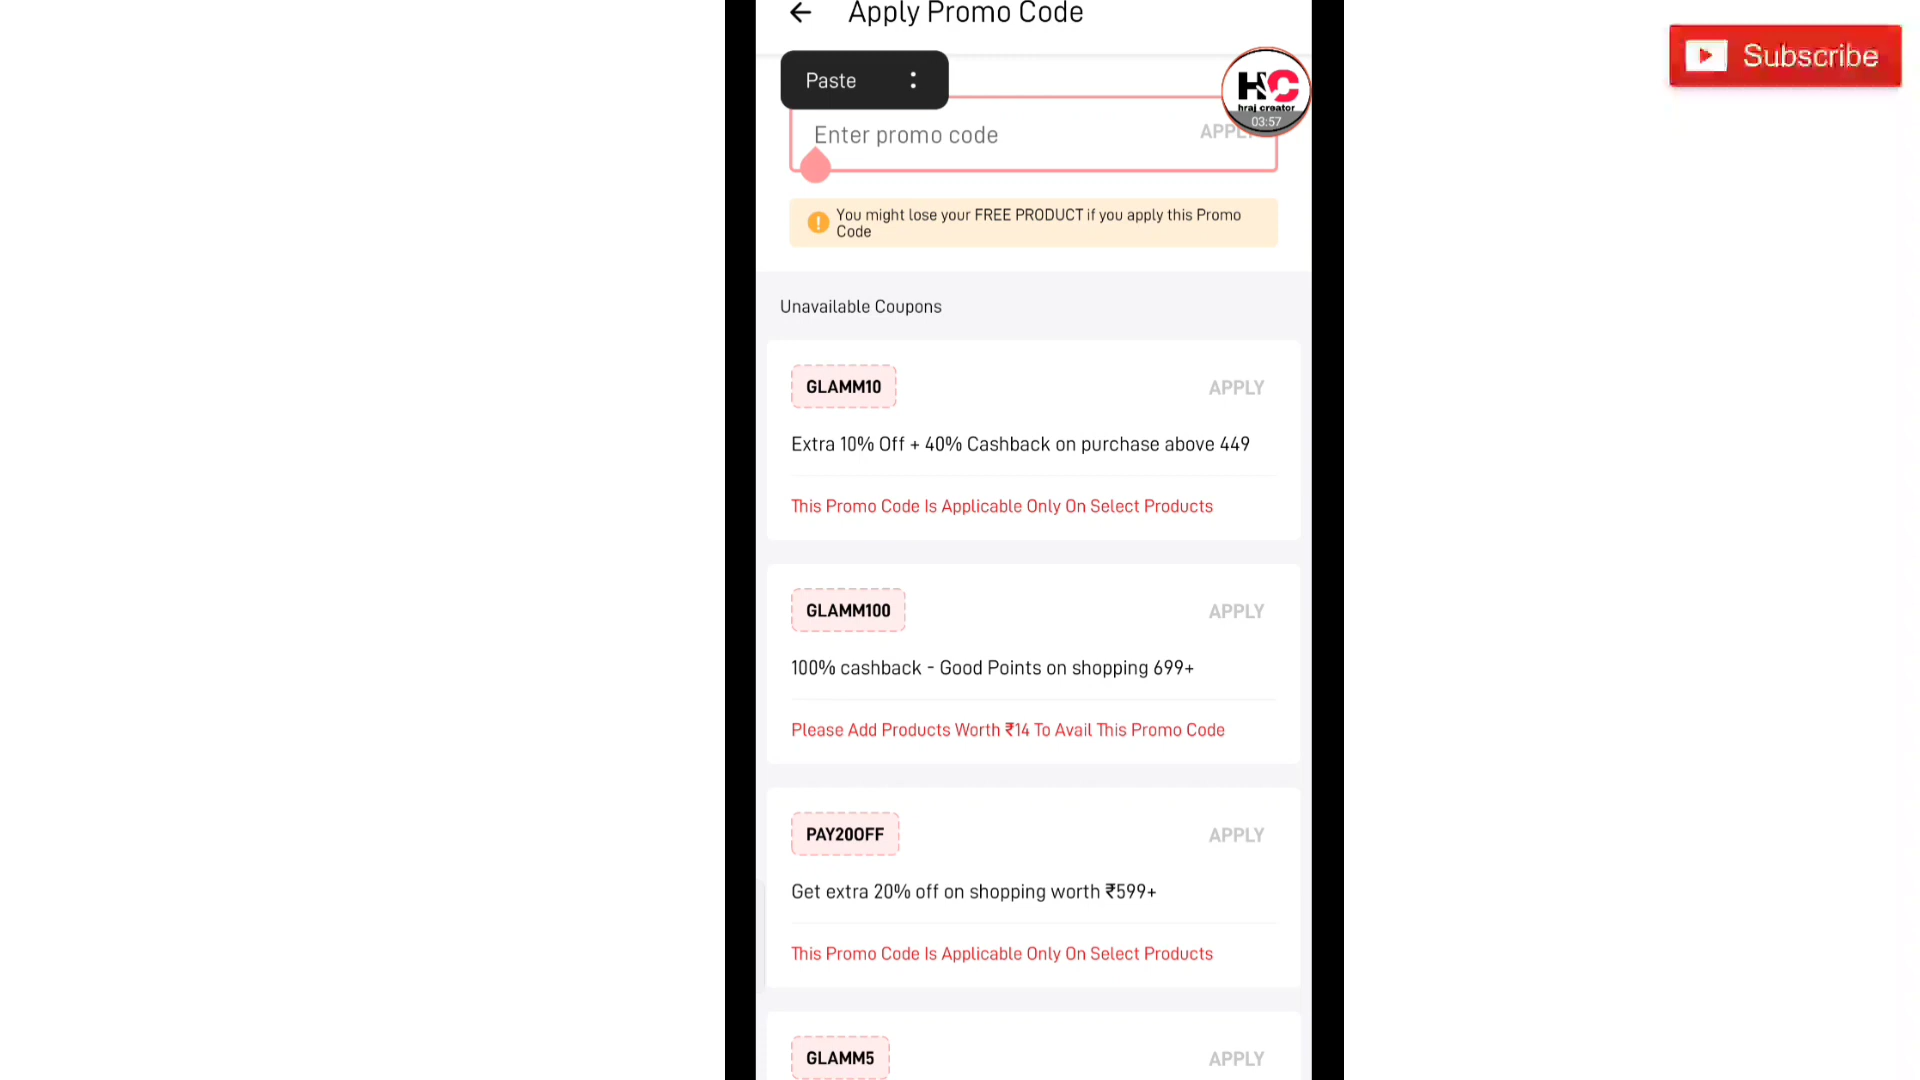 Apply Promo Code
Subscribe
Paste
HC
hraj creator
03:57
Enter promo code
You might lose your FREE PRODUCT if you apply this Promo
Code
Unavailable Coupons
GLAMM10
APPLY
Extra 10% Off + 40% Cashback on purchase above 449
This Promo Code Is Applicable Only On Select Products
GLAMM100
APPLY
100% cashback - Good Points on shopping 699+
Please Add Products Worth ₹14 To Avail This Promo Code
PAY20OFF
APPLY
Get extra 20% off on shopping worth ₹599+
This Promo Code Is Applicable Only On Select Products
GLAMM5
APPLY